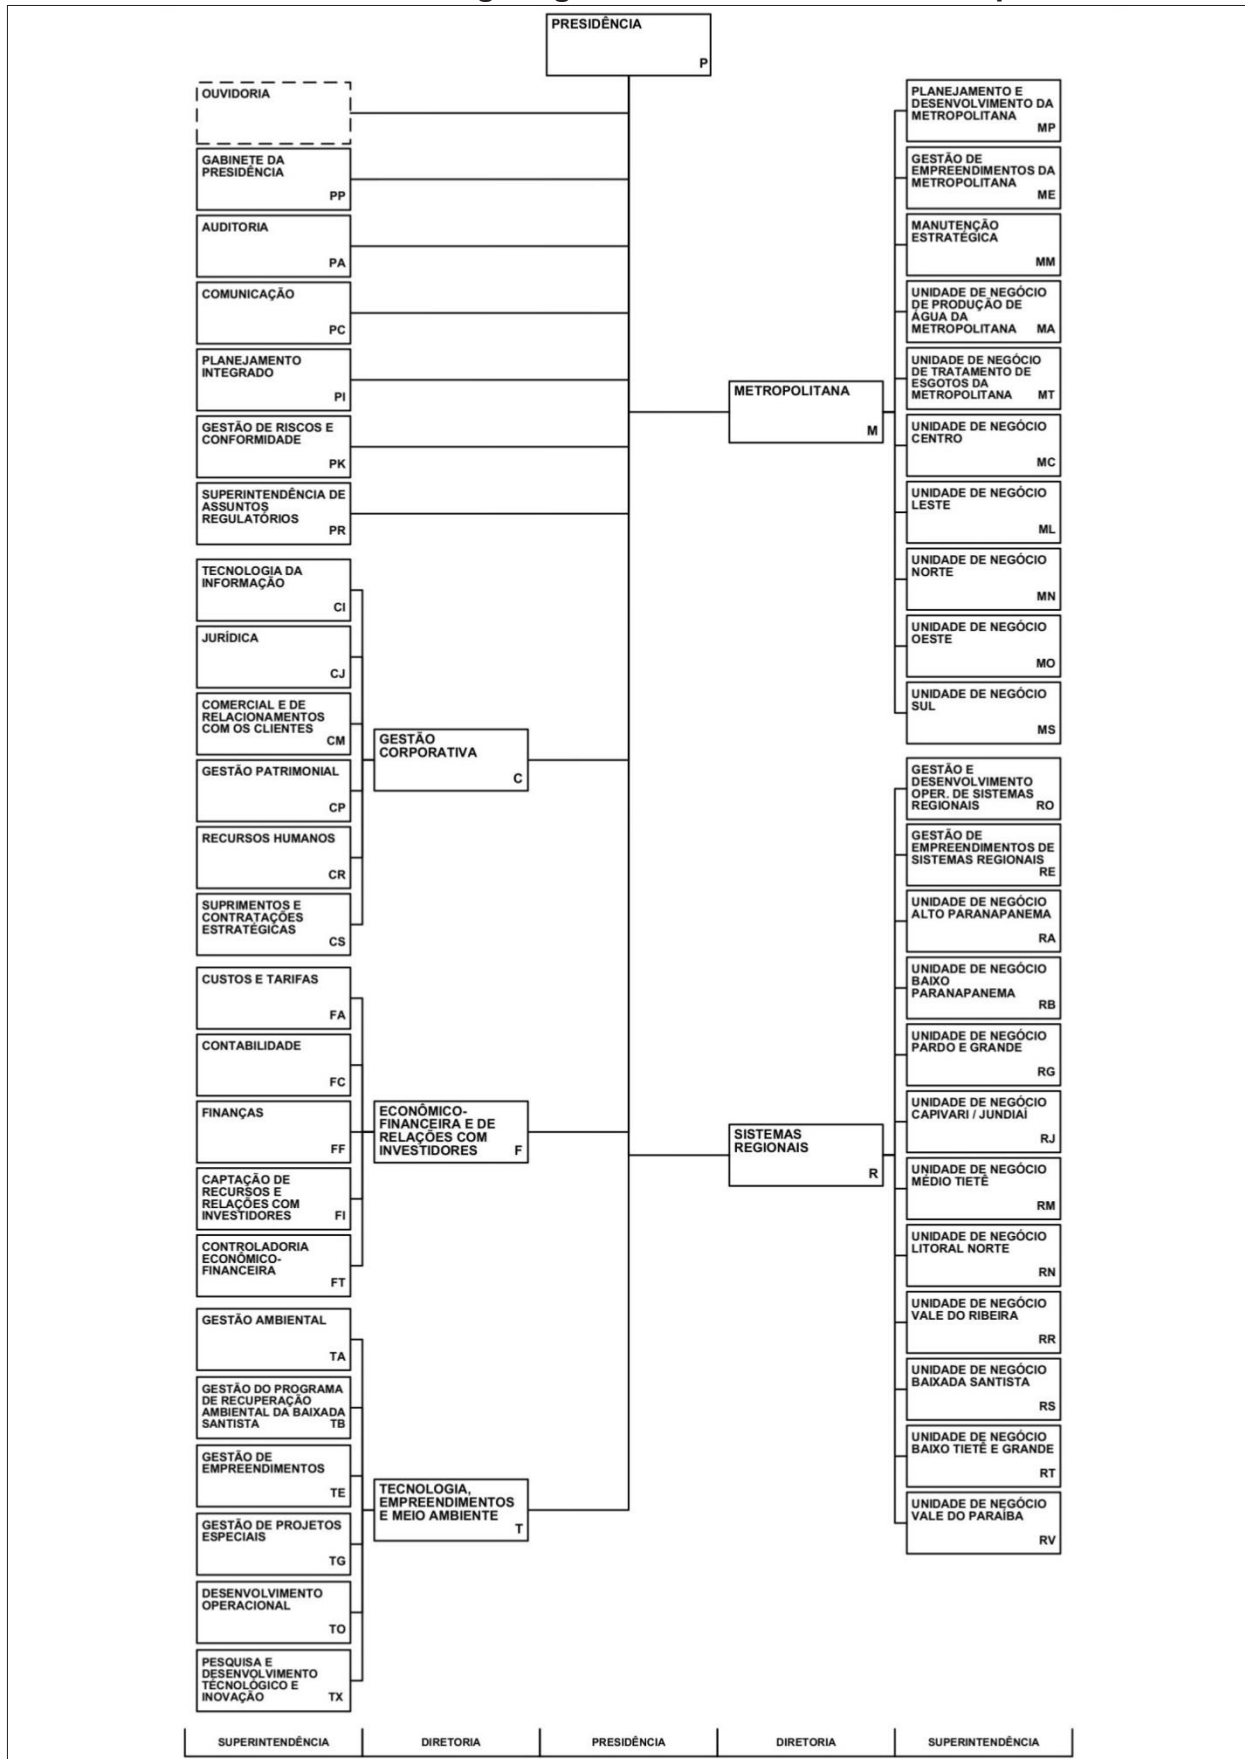 PRESIDÊNCIA
P
OUVIDORIA
GABINETE DA
PRESIDÊNCIA
PP
AUDITORIA
PA
COMUNICAÇÃO
PC
PLANEJAMENTO
INTEGRADO
PI
GESTÃO DE RISCOS E
CONFORMIDADE
PK
SUPERINTENDÊNCIA DE
ASSUNTOS
REGULATÓRIOS
PR
TECNOLOGIA DA
INFORMAÇÃO
CI
JURÍDICA
CJ
COMERCIAL E DE
RELACIONAMENTOS
COM OS CLIENTES
CM
GESTÃO PATRIMONIAL
CP
RECURSOS HUMANOS
CR
SUPRIMENTOS E
CONTRATAÇÕES
ESTRATÉGICAS
CS
GESTÃO
CORPORATIVA
C
CUSTOS E TARIFAS
FA
CONTABILIDADE
FC
FINANÇAS
FF
CAPTAÇÃO DE
RECURSOS E
RELAÇÕES COM
INVESTIDORES FI
CONTROLADORIA
ECONÔMICO-
FINANCEIRA
FT
ECONÔMICO-
FINANCEIRA E DE
RELAÇÕES COM
INVESTIDORES F
GESTÃO AMBIENTAL
TA
GESTÃO DO PROGRAMA
DE RECUPERAÇÃO
AMBIENTAL DA BAIXADA
SANTISTA TB
GESTÃO DE
EMPREENDIMENTOS
TE
GESTÃO DE PROJETOS
ESPECIAIS
TG
DESENVOLVIMENTO
OPERACIONAL
TO
PESQUISA E
DESENVOLVIMENTO
TÉCNOLÓGICO E
INOVAÇÃO TX
TECNOLOGIA,
EMPREENDIMENTOS
E MEIO AMBIENTE
T
METROPOLITANA
M
PLANEJAMENTO E
DESENVOLVIMENTO DA
METROPOLITANA
MP
GESTÃO DE
EMPREENDIMENTOS DA
METROPOLITANA
ME
MANUTENÇÃO
ESTRATÉGICA
MM
UNIDADE DE NEGÓCIO
DE PRODUÇÃO DE
ÁGUA DA
METROPOLITANA MA
UNIDADE DE NEGÓCIO
DE TRATAMENTO DE
ESGOTOS DA
METROPOLITANA MT
UNIDADE DE NEGÓCIO
CENTRO
MC
UNIDADE DE NEGÓCIO
LESTE
ML
UNIDADE DE NEGÓCIO
NORTE
MN
UNIDADE DE NEGÓCIO
OESTE
MO
UNIDADE DE NEGÓCIO
SUL
MS
SISTEMAS
REGIONAIS
R
GESTÃO E
DESENVOLVIMENTO
OPER. DE SISTEMAS
REGIONAIS RO
GESTÃO DE
EMPREENDIMENTOS DE
SISTEMAS REGIONAIS
RE
UNIDADE DE NEGÓCIO
ALTO PARANAPANEMA
RA
UNIDADE DE NEGÓCIO
BAIXO
PARANAPANEMA
RB
UNIDADE DE NEGÓCIO
PARDO E GRANDE
RG
UNIDADE DE NEGÓCIO
CAPIVARI / JUNDIAÍ
RJ
UNIDADE DE NEGÓCIO
MÉDIO TIETÊ
RM
UNIDADE DE NEGÓCIO
LITORAL NORTE
RN
UNIDADE DE NEGÓCIO
VALE DO RIBEIRA
RR
UNIDADE DE NEGÓCIO
BAIXADA SANTISTA
RS
UNIDADE DE NEGÓCIO
BAIXO TIETÊ E GRANDE
RT
UNIDADE DE NEGÓCIO
VALE DO PARAÍBA
RV
SUPERINTENDÊNCIA DIRETORIA PRESIDÊNCIA DIRETORIA SUPERINTENDÊNCIA